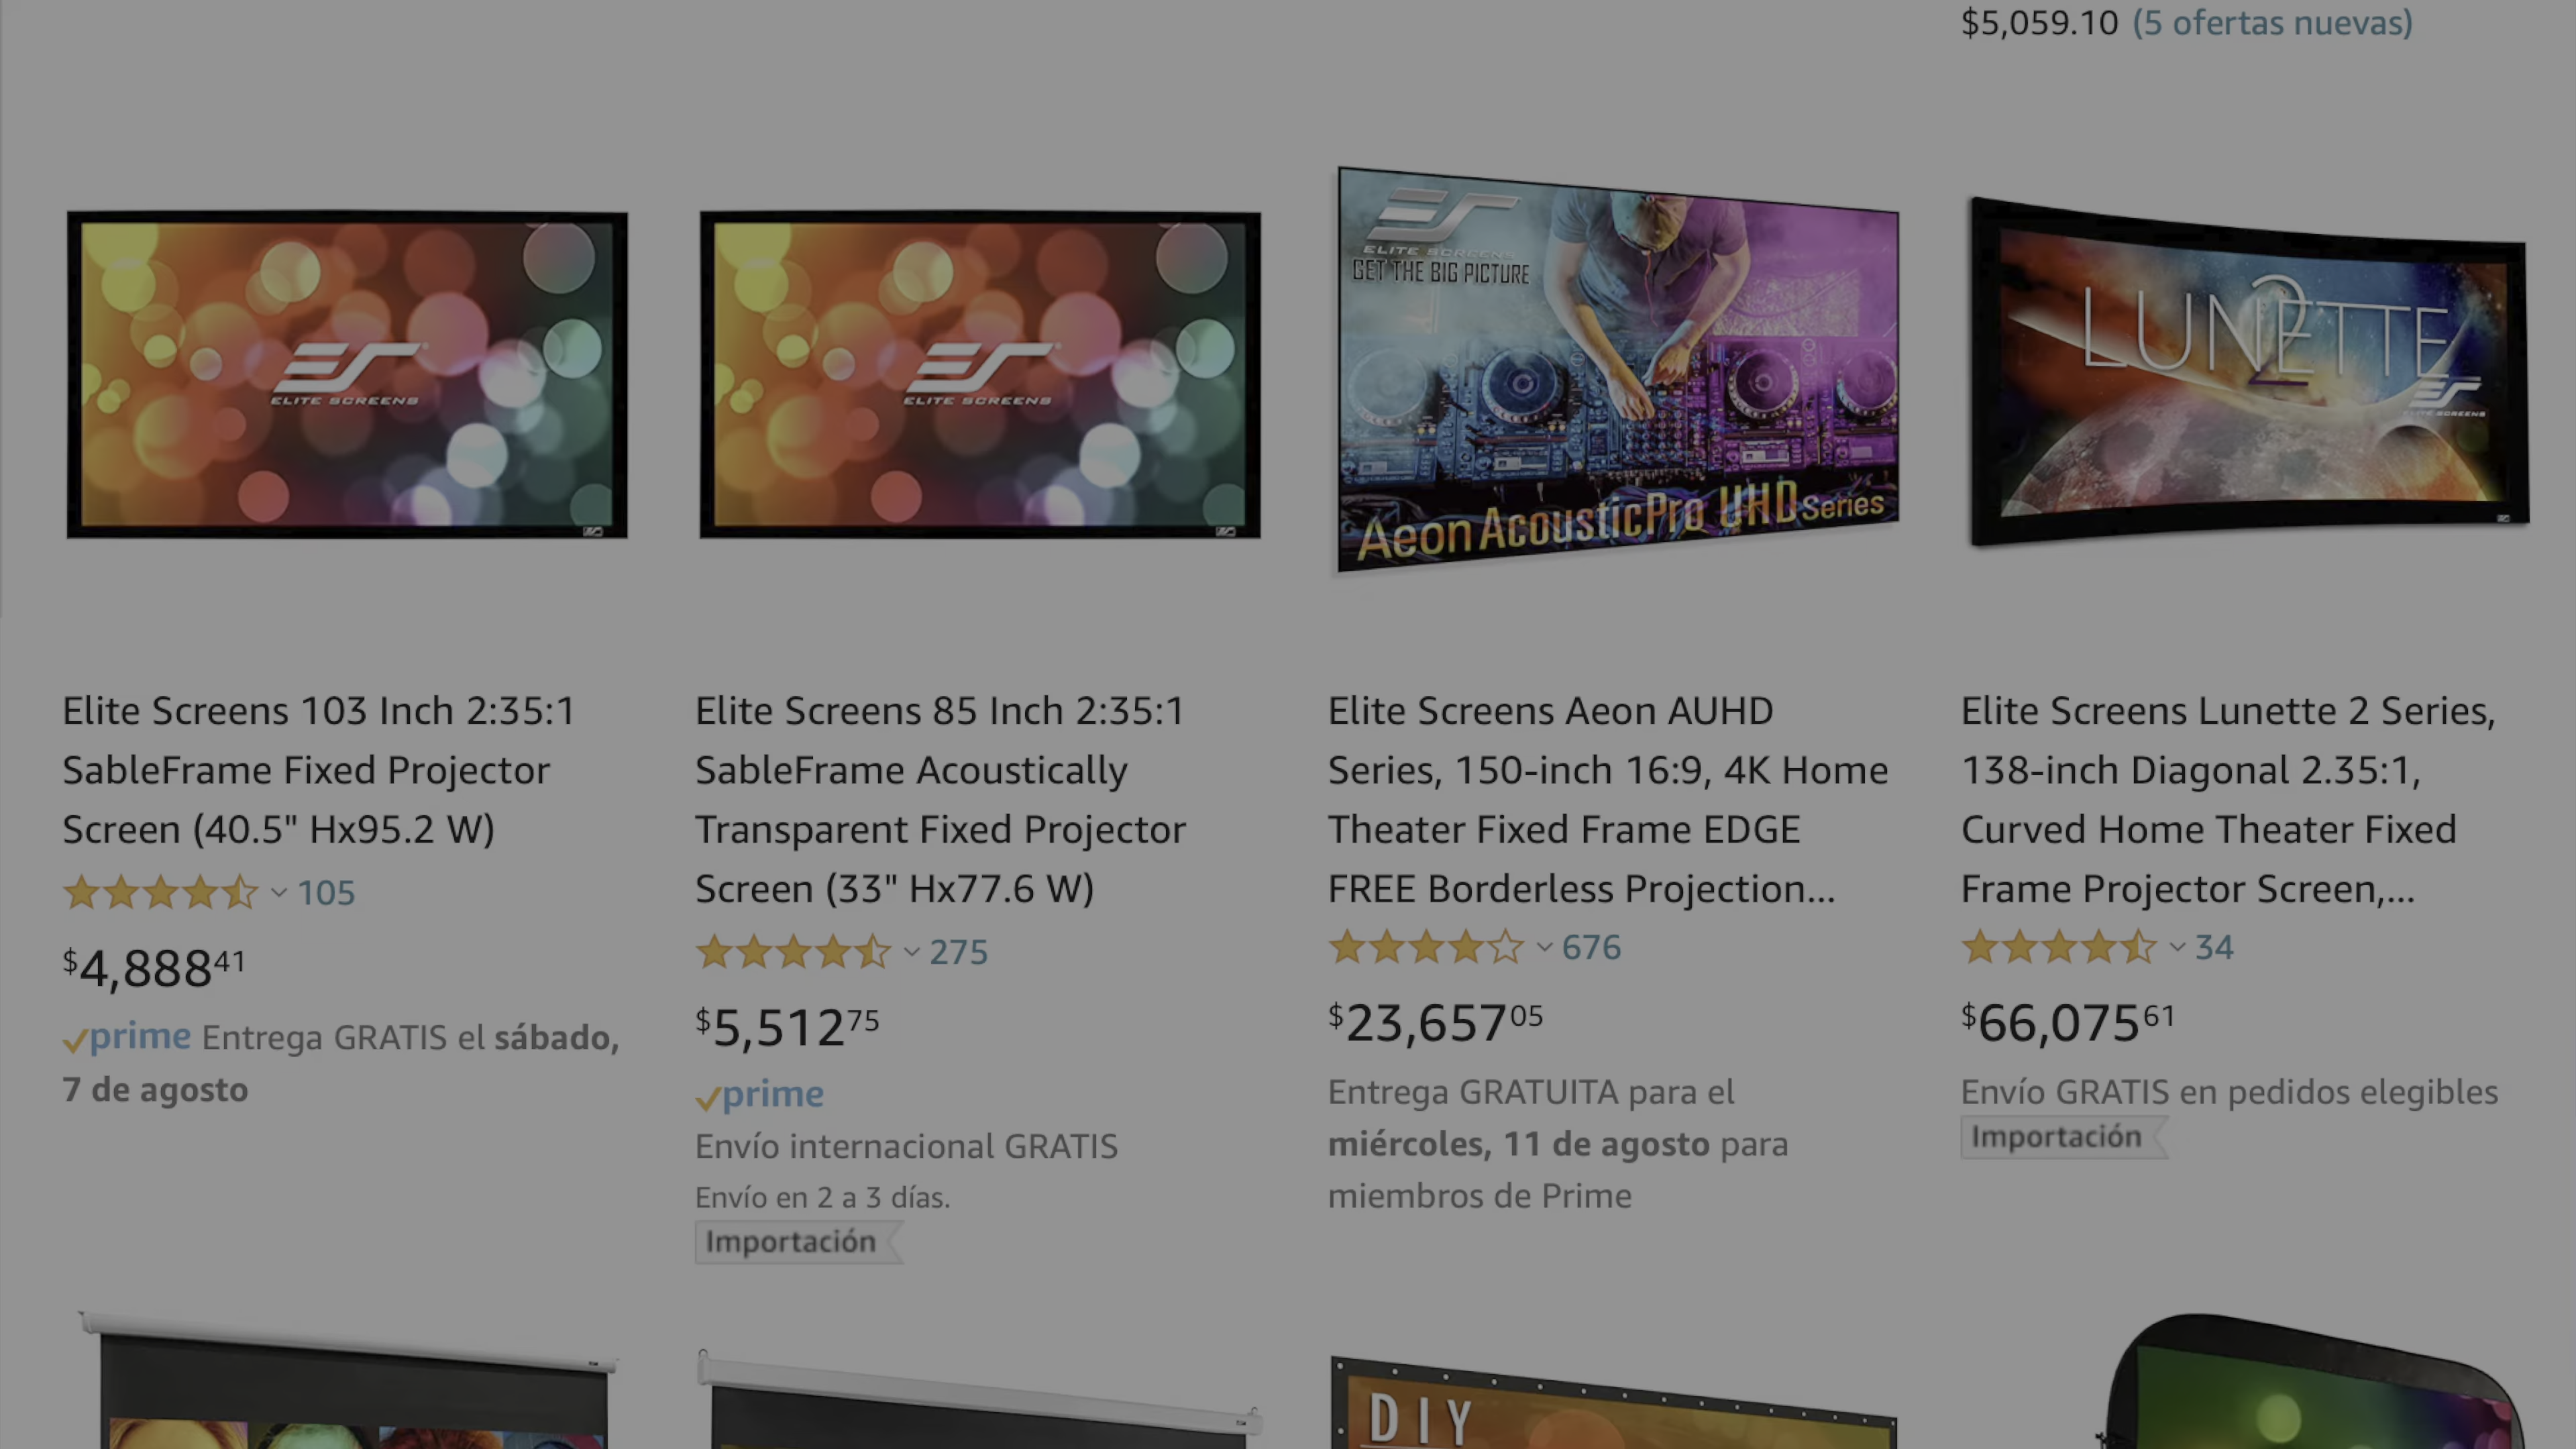 $5,059.10 (5 ofertas nuevas)
ELITE SCREENS
ELITE SCREENS
ELITE SCREENS
GET THE BIG PICTURE
Aeon AcousticPro UHD Series
LUNETTE
2
ELITE SCREENS
Elite Screens 103 Inch 2:35:1
SableFrame Fixed Projector
Screen (40.5" Hx95.2 W)
105
$4,888 41
prime Entrega GRATIS el sábado,
7 de agosto
Elite Screens 85 Inch 2:35:1
SableFrame Acoustically
Transparent Fixed Projector
Screen (33" Hx77.6 W)
275
$5,512 75
prime
Envío internacional GRATIS
Envío en 2 a 3 días.
Importación
Elite Screens Aeon AUHD
Series, 150-inch 16:9, 4K Home
Theater Fixed Frame EDGE
FREE Borderless Projection...
676
$23,657 05
Entrega GRATUITA para el
miércoles, 11 de agosto para
miembros de Prime
Elite Screens Lunette 2 Series,
138-inch Diagonal 2.35:1,
Curved Home Theater Fixed
Frame Projector Screen,...
34
$66,075 61
Envío GRATIS en pedidos elegibles
Importación
DIY